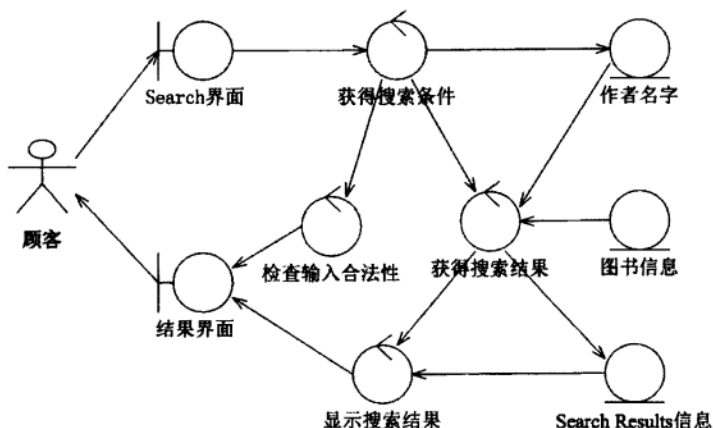 Search界面
获得搜索条件
作者名字
顾客
检查输入合法性
获得搜索结果
图书信息
结果界面
显示搜索结果
Search Results信息